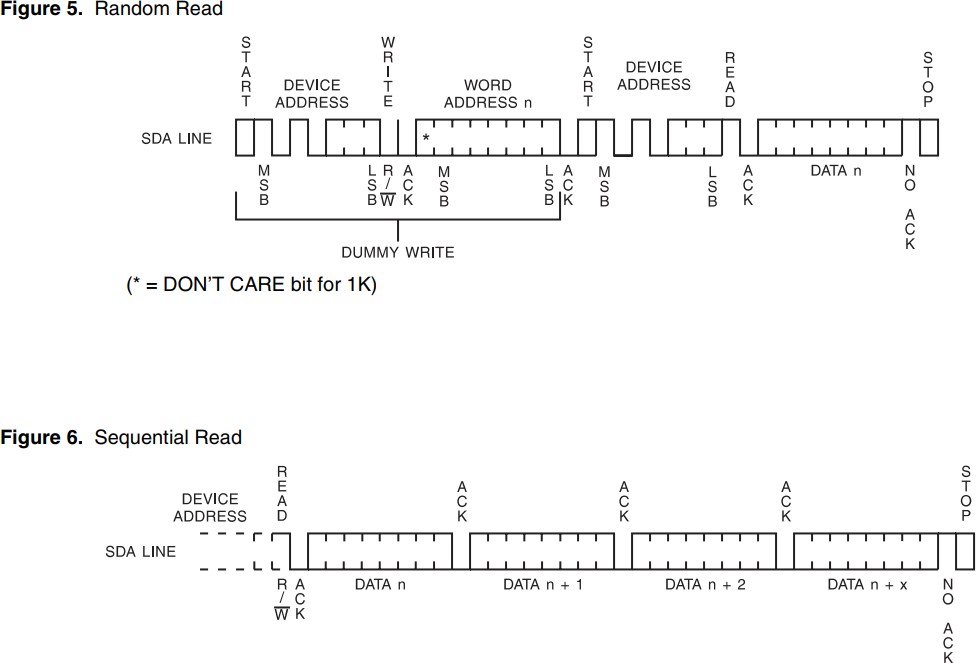 Figure 5. Random Read
START
WRITE
START
READ
STOP
DEVICE ADDRESS
WORD ADDRESS n
DEVICE ADDRESS
SDA LINE
*
MSB
LSB
R/W
ACK
MSB
LSB
ACK
MSB
LSB
ACK
DATA n
NO ACK
DUMMY WRITE
(* = DON'T CARE bit for 1K)
Figure 6. Sequential Read
DEVICE ADDRESS
READ
ACK
ACK
ACK
STOP
SDA LINE
R/W
ACK
DATA n
DATA n + 1
DATA n + 2
DATA n + x
NO ACK